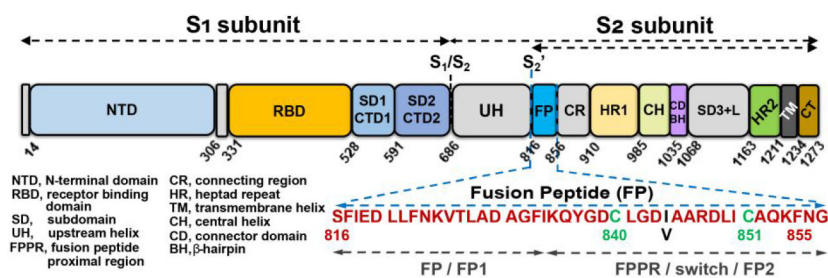 S1 subunit S2 subunit
S1/S2 S2'
NTD RBD SD1 CTD1 SD2 CTD2 UH FP CR HR1 CH CD BH SD3+L HR2 TM CT
14 306 331 528 591 686 816 856 910 985 1035 1068 1163 1211 1234 1273
NTD, N-terminal domain
RBD, receptor binding
domain
SD, subdomain
UH, upstream helix
FPPR, fusion peptide
proximal region
CR, connecting region
HR, heptad repeat
TM, transmembrane helix
CH, central helix
CD, connector domain
BH, β-hairpin
Fusion Peptide (FP)
SFIED LLFNKVTLAD ADAGFIKQYGDC LGDIAARDLI CAQKFNG
816 840 V 851 855
FP / FP1 FPPR / switch / FP2